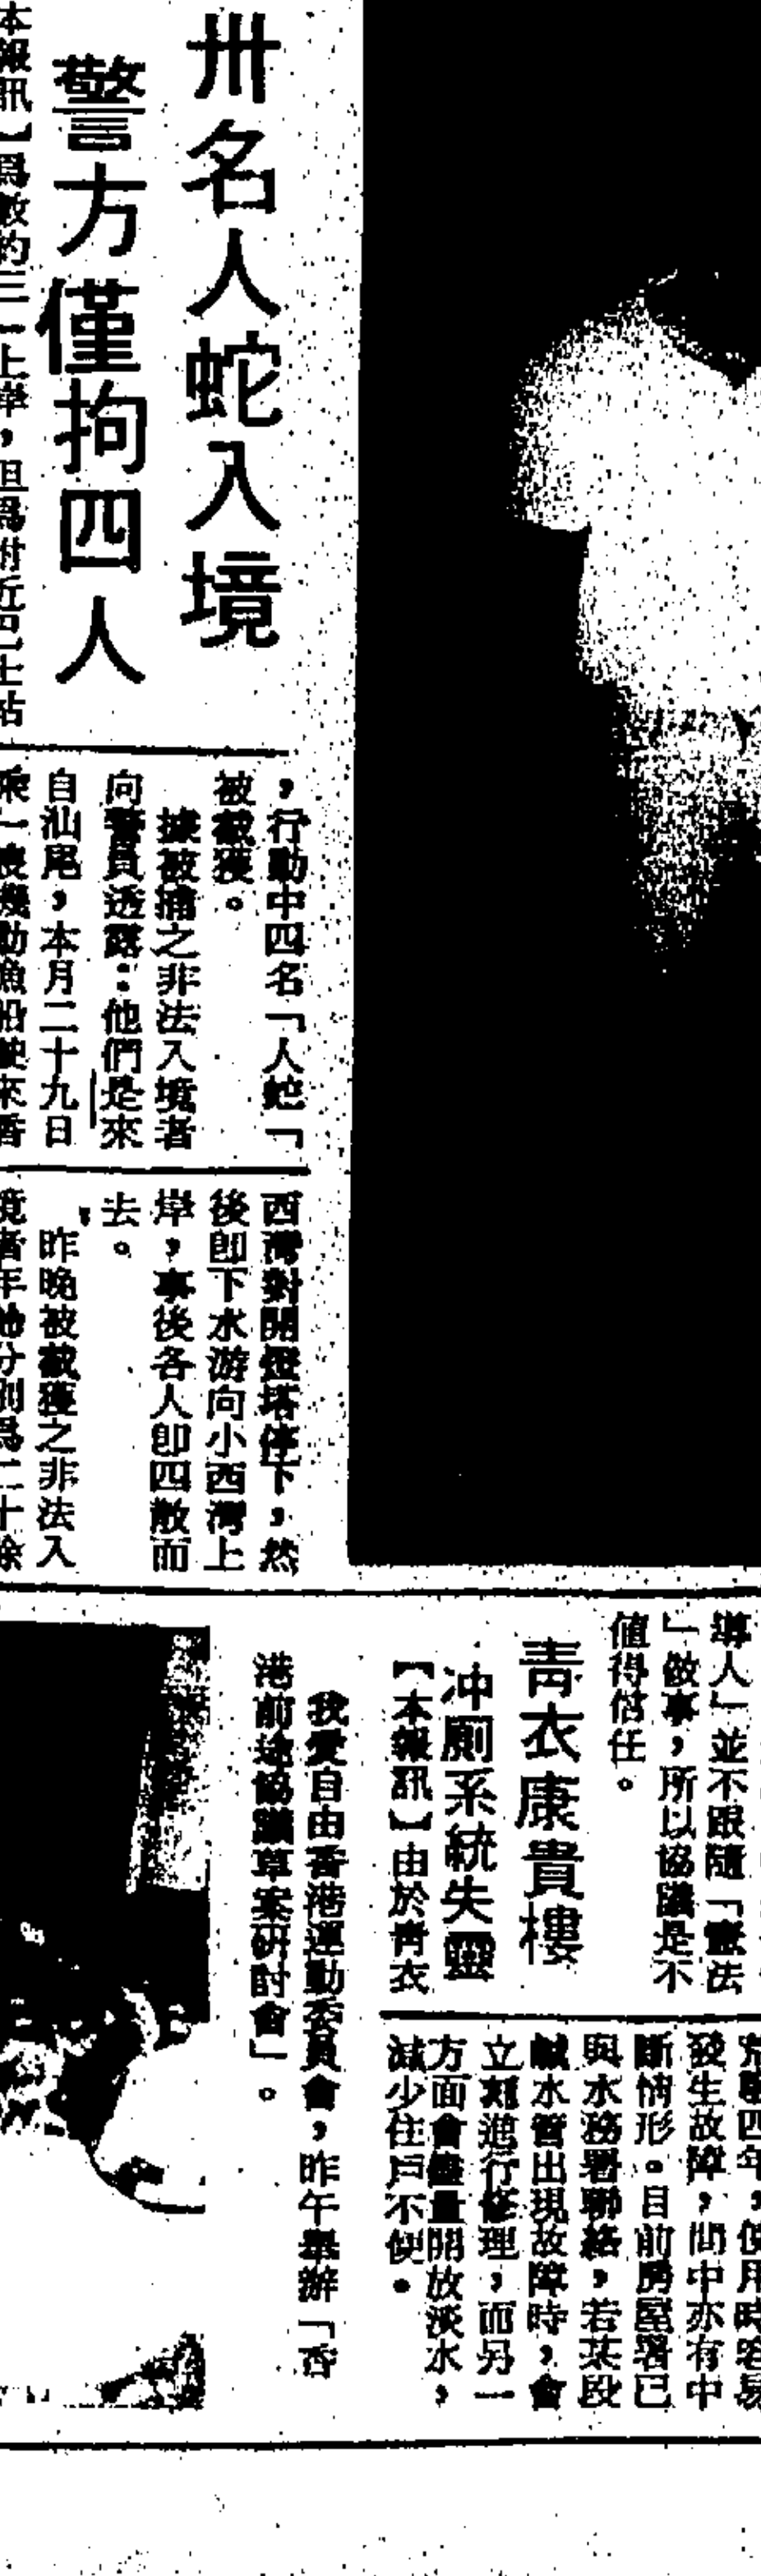 卅名人蛇入境
警方僅拘四人
，行動中四名「人蛇「
被截獲。
據被捕之非法入境者
向警員透露：他們是來
自汕尾，本月二十九日
西灣對開燈塔停下，然
後即下水游向小西灣上
岸，事後各人即四散而
去。
昨晚被截獲之非法入
導人」並不跟隨「憲法
」做事，所以協議是不
值得信任。
青衣康貴樓
冲厠系統失靈
【本報訊】由於青衣
發生故障，間中亦有中
斷情形。目前房屋署已
與水務署聯絡，若某段
鹹水管出現故障時，會
立刻進行修理，而另一
方面會儘量開放淡水，
減少住戶不便。
我愛自由香港運動委員會，昨午舉辦「香
港前途協議草案研討會」。